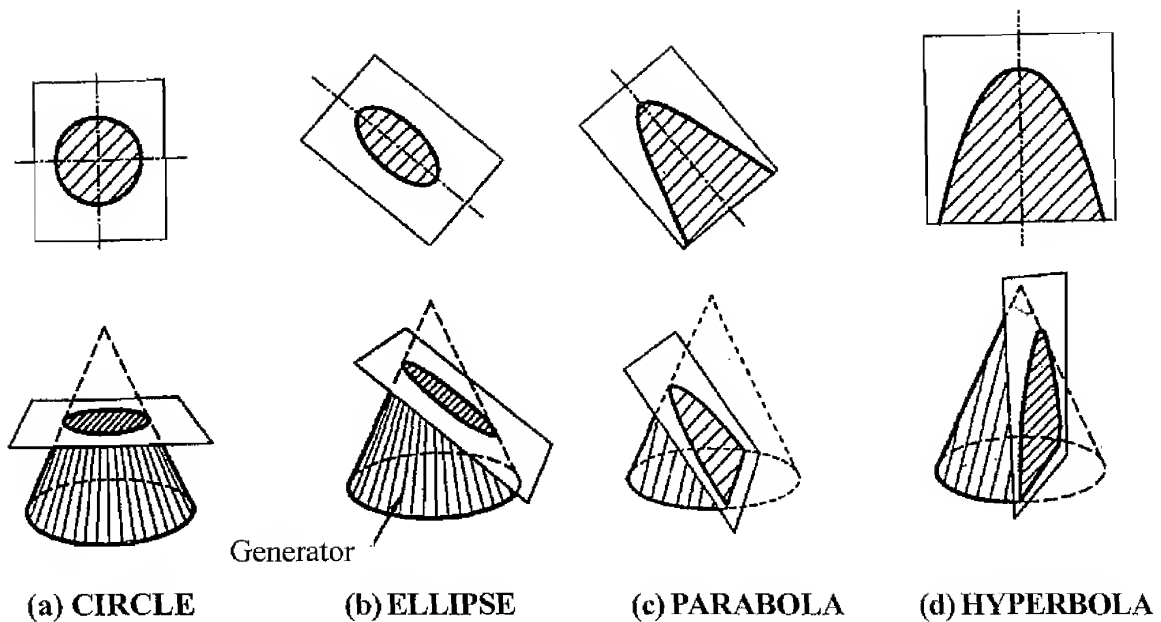 Generator
(a) CIRCLE
(b) ELLIPSE
(c) PARABOLA
(d) HYPERBOLA